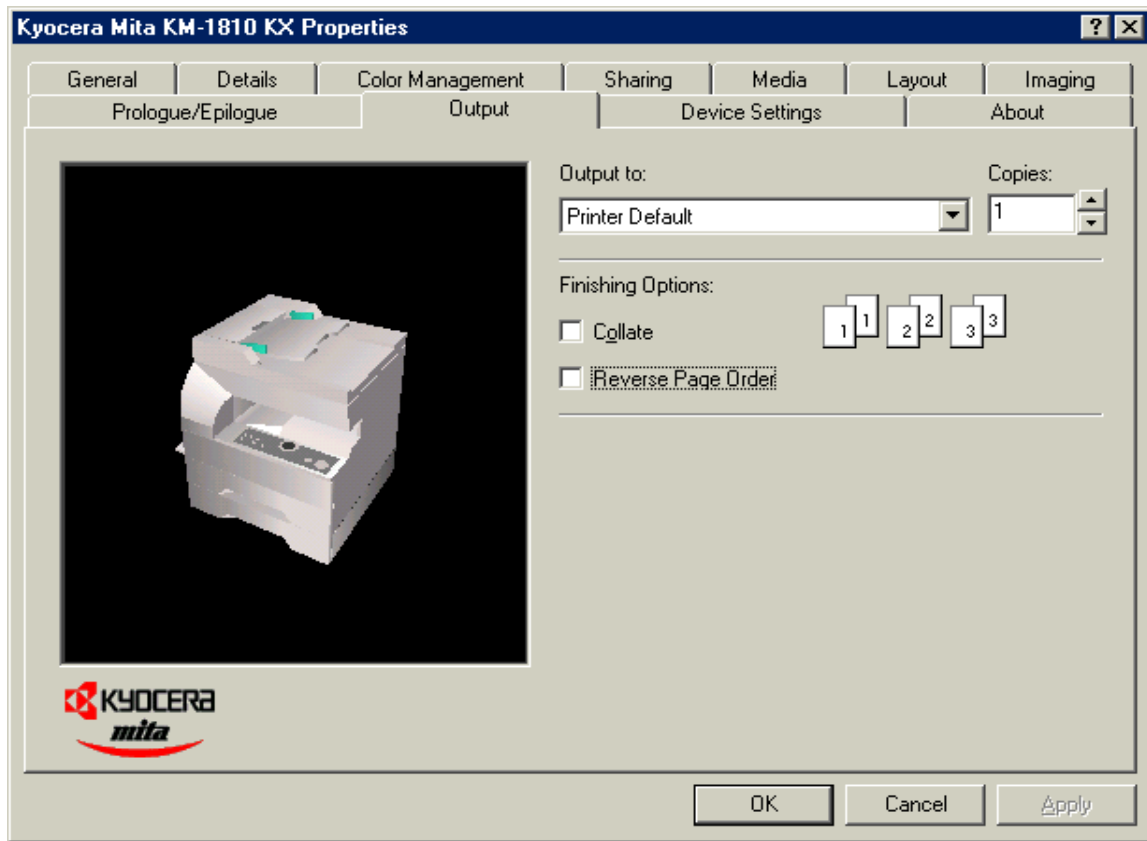 Kyocera Mita KM-1810 KX Properties
General Details Color Management Sharing Media Layout Imaging
Prologue/Epilogue Output Device Settings About
Output to: Copies:
Printer Default 1
Finishing Options:
Collate
1 1 2 2 3 3
Reverse Page Order
KYOCERA
mita
OK Cancel Apply